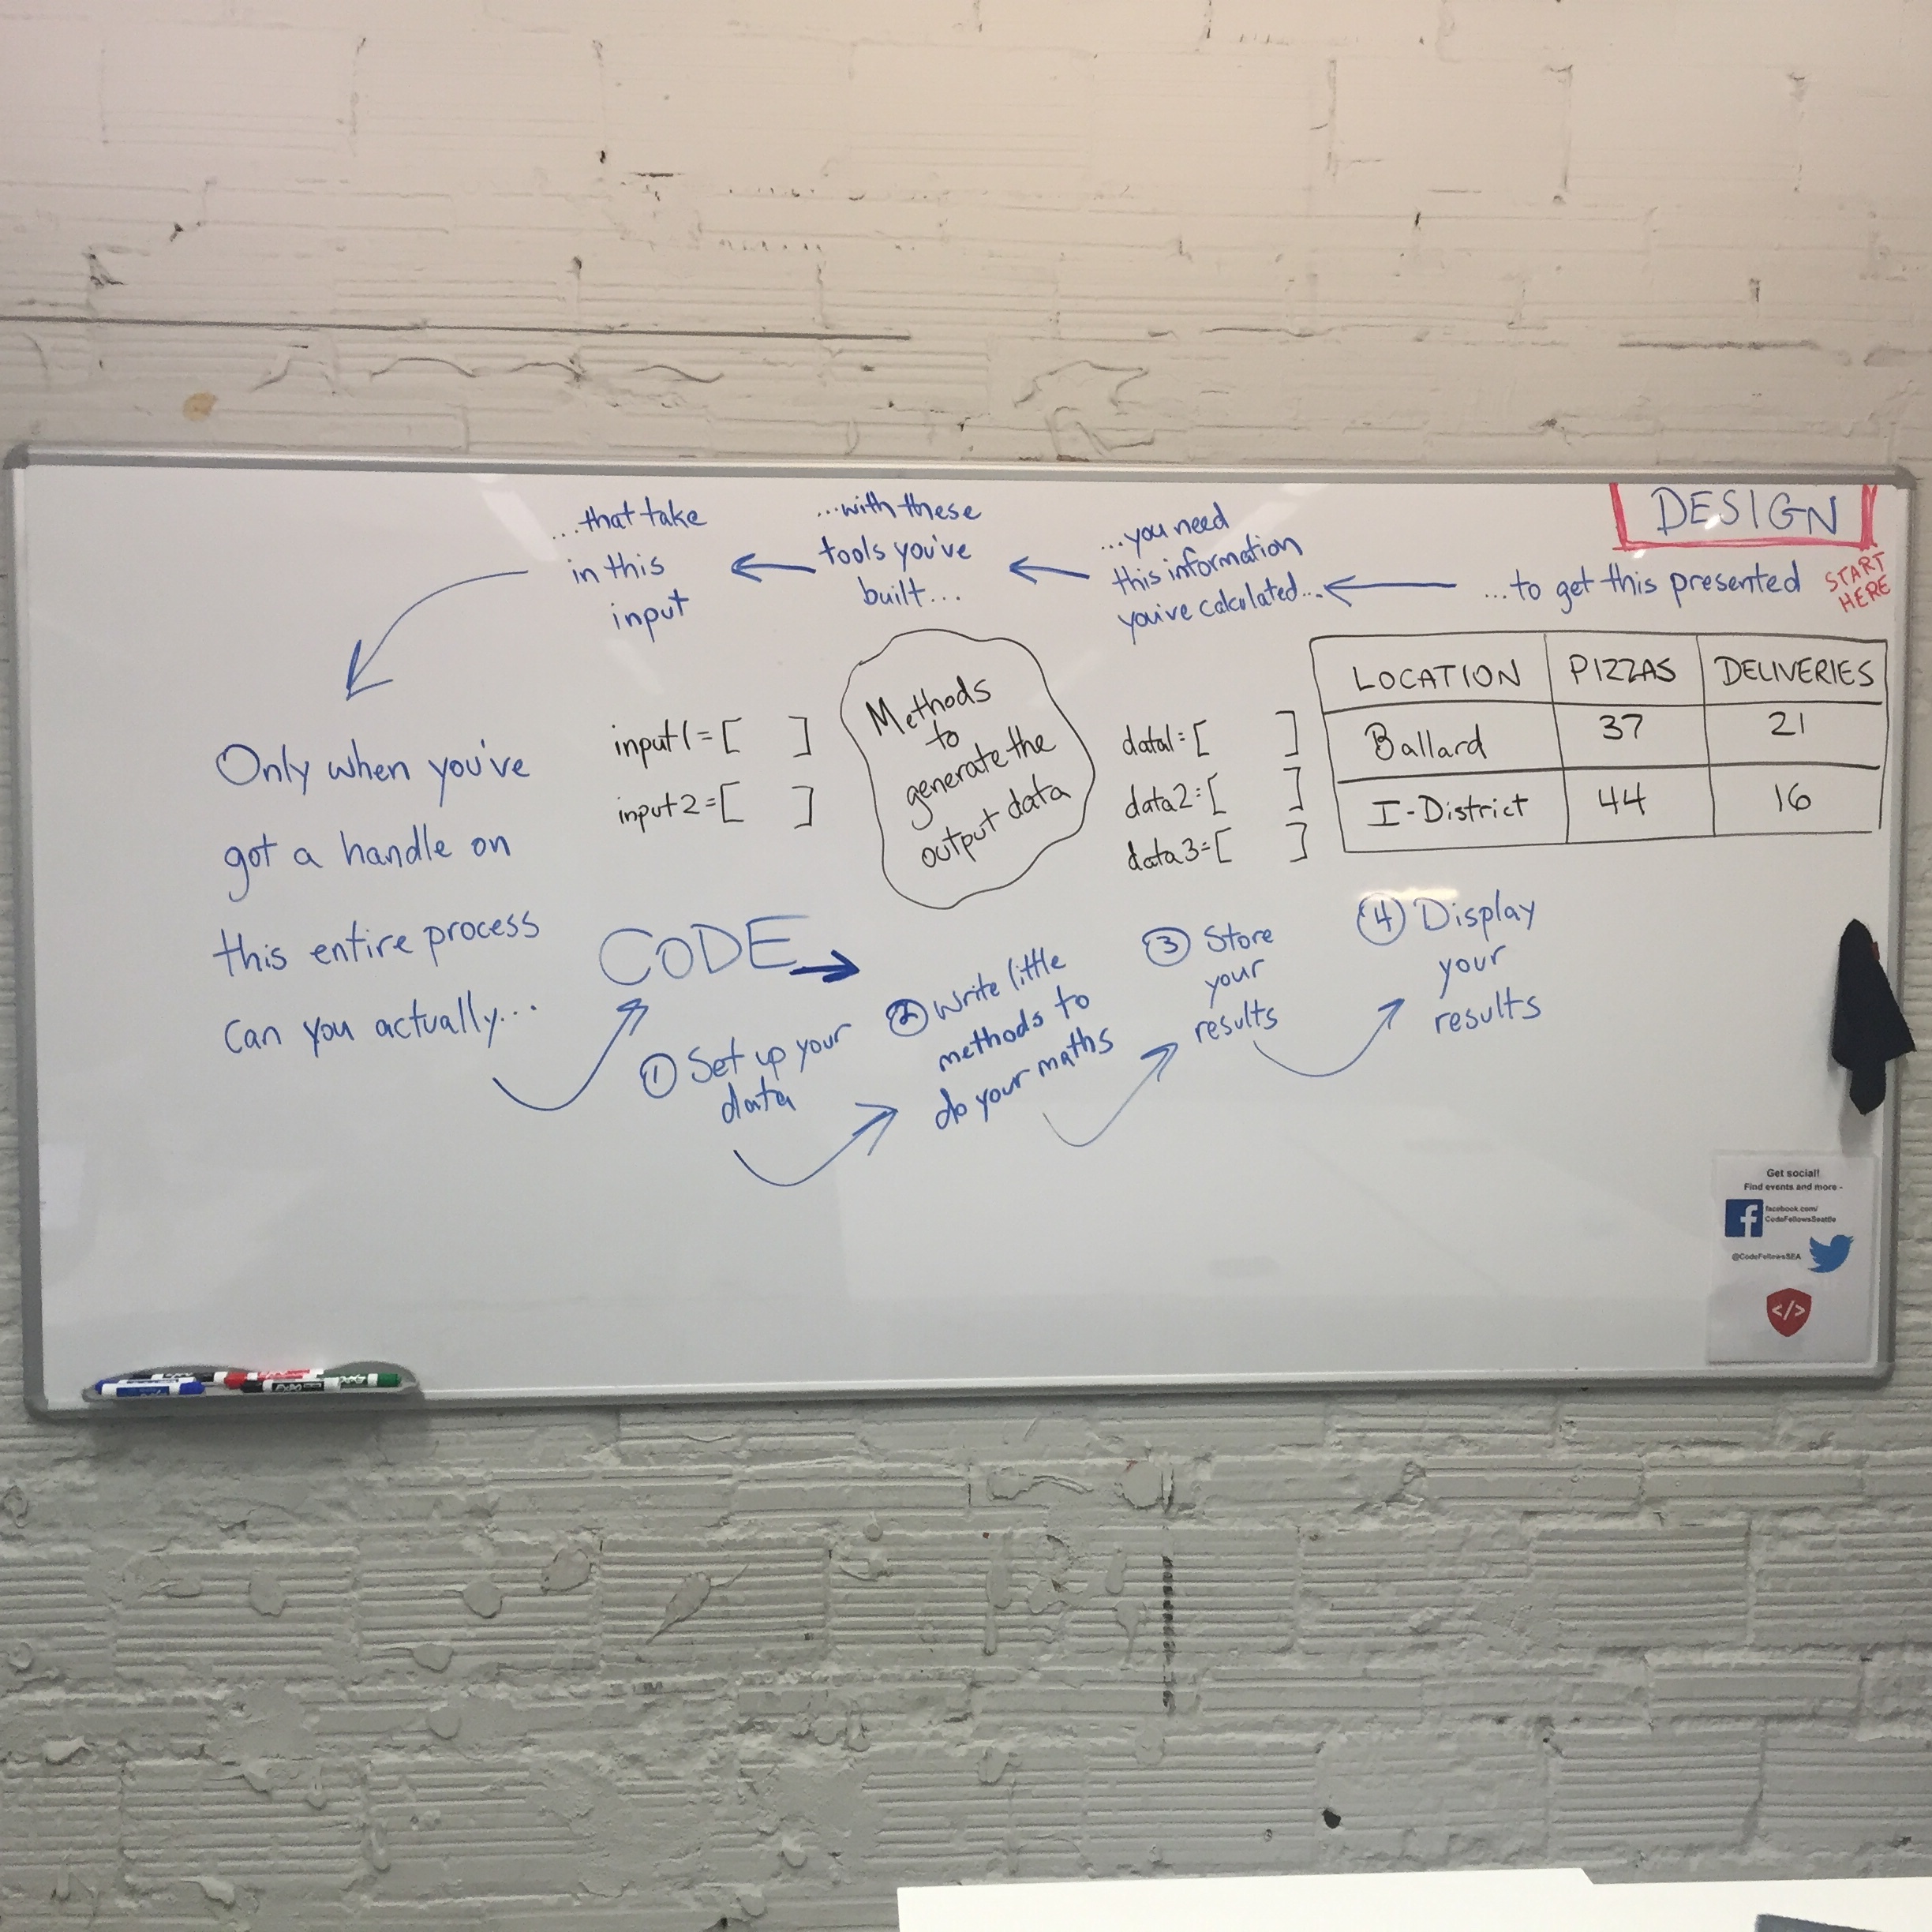 DESIGN
START
HERE
...to get this presented
...you need
this information
you've calculated...
...with these
tools you've
built...
...that take
in this
input
Only when you've
got a handle on
this entire process
can you actually...
input1=[ ]
input2=[ ]
Methods
to
generate the
output data
data1=[ ]
data2=[ ]
data3=[ ]
LOCATION PIZZAS DELIVERIES
Ballard 37 21
I-District 44 16
CODE
① Set up your
data
② Write little
methods to
do your maths
③ Store
your
results
④ Display
your
results
Get social!
Find events and more -
facebook.com/
CodeFellowsSeattle
@CodeFellowsSEA
</>
EXPO